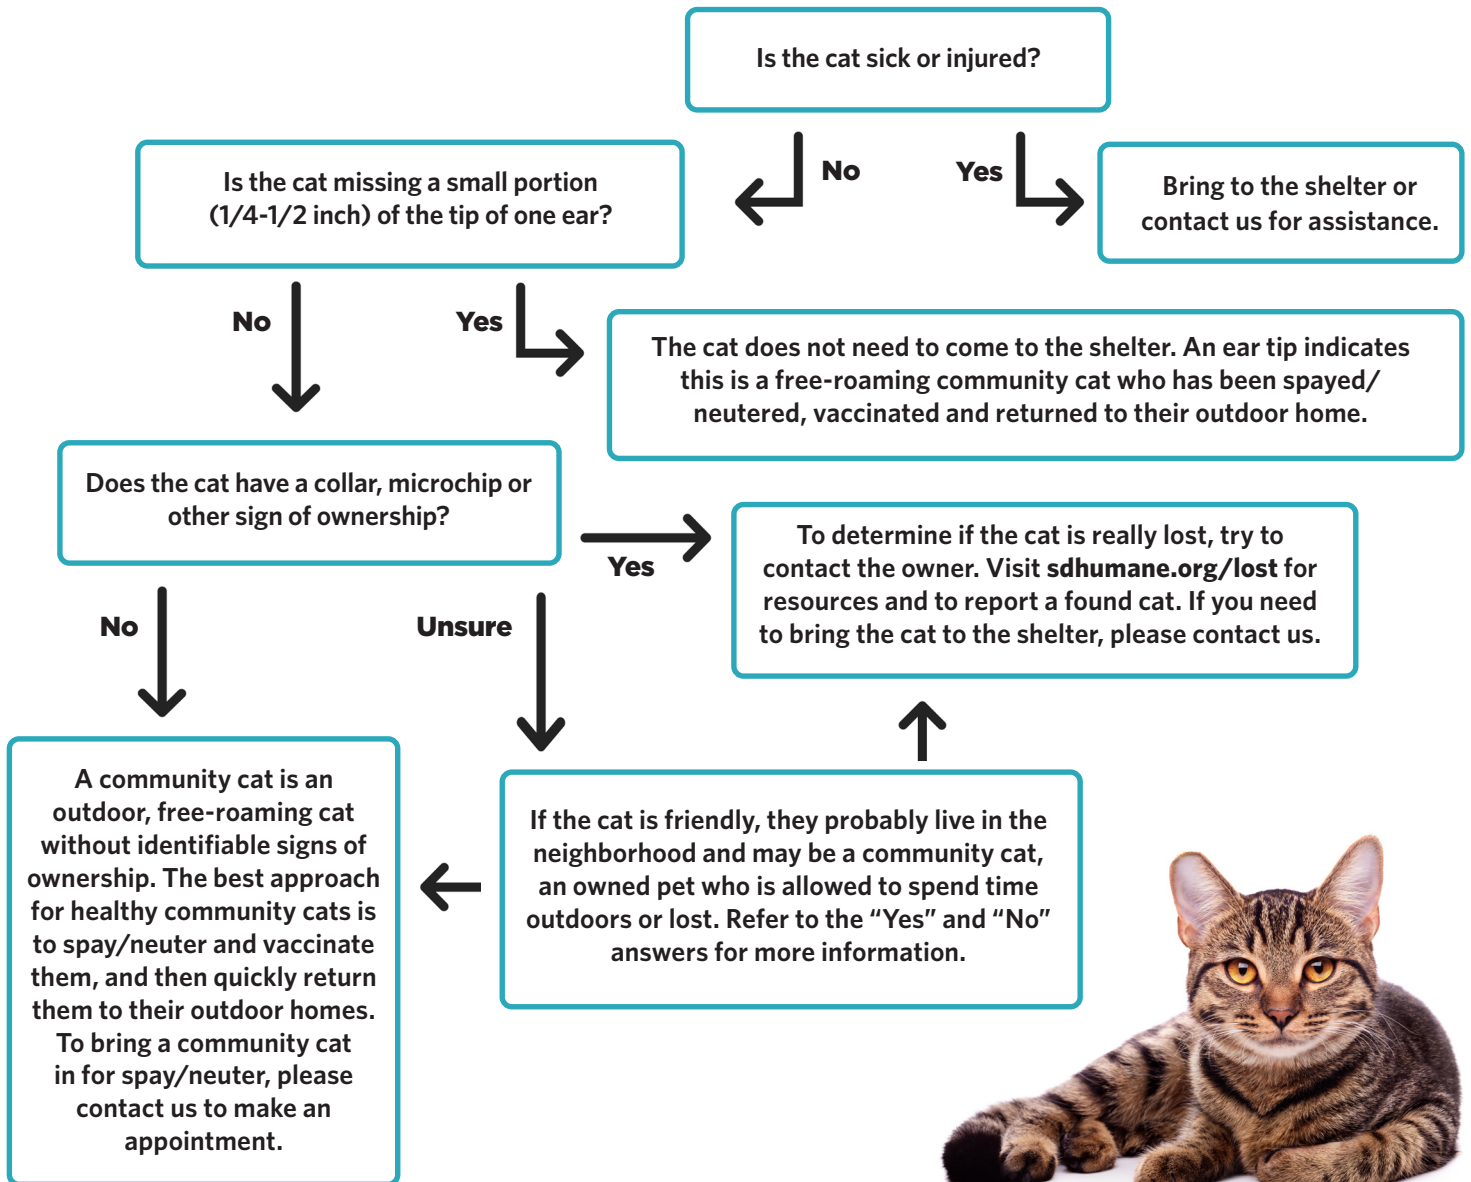 Is the cat sick or injured?
No
Yes
Is the cat missing a small portion
(1/4-1/2 inch) of the tip of one ear?
Bring to the shelter or
contact us for assistance.
No
Yes
The cat does not need to come to the shelter. An ear tip indicates
this is a free-roaming community cat who has been spayed/
neutered, vaccinated and returned to their outdoor home.
Does the cat have a collar, microchip or
other sign of ownership?
Yes
To determine if the cat is really lost, try to
contact the owner. Visit sdhumane.org/lost for
resources and to report a found cat. If you need
to bring the cat to the shelter, please contact us.
No
Unsure
A community cat is an
outdoor, free-roaming cat
without identifiable signs of
ownership. The best approach
for healthy community cats is
to spay/neuter and vaccinate
them, and then quickly return
them to their outdoor homes.
To bring a community cat
in for spay/neuter, please
contact us to make an
appointment.
If the cat is friendly, they probably live in the
neighborhood and may be a community cat,
an owned pet who is allowed to spend time
outdoors or lost. Refer to the “Yes” and “No”
answers for more information.